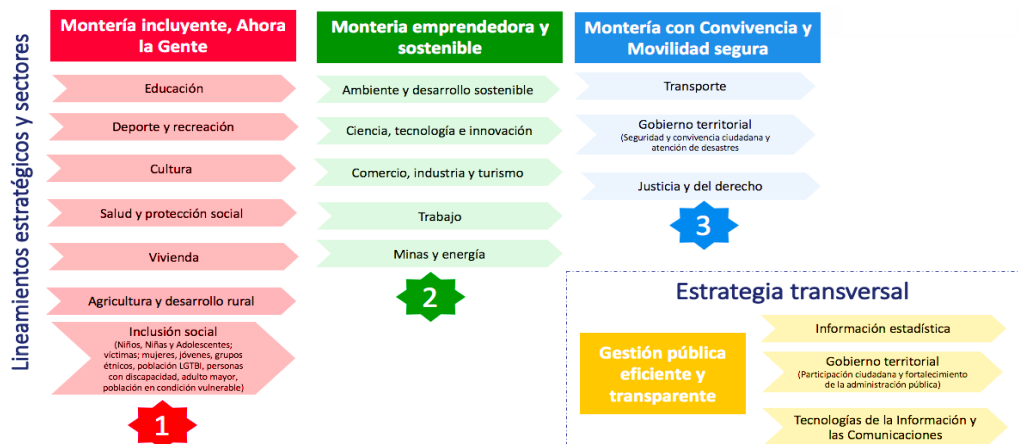 Lineamientos estratégicos y sectores
Montería incluyente, Ahora
la Gente
Educación
Deporte y recreación
Cultura
Salud y protección social
Vivienda
Agricultura y desarrollo rural
Inclusión social
(Niños, Niñas y Adolescentes;
víctimas; mujeres, jóvenes, grupos
étnicos, población LGTBI, personas
con discapacidad, adulto mayor,
población en condición vulnerable)
1
Monteria emprendedora y
sostenible
Ambiente y desarrollo sostenible
Ciencia, tecnología e innovación
Comercio, industria y turismo
Trabajo
Minas y energía
2
Montería con Convivencia y
Movilidad segura
Transporte
Gobierno territorial
(Seguridad y convivencia ciudadana y
atención de desastres
Justicia y del derecho
3
Estrategia transversal
Gestión pública
eficiente y
transparente
Información estadística
Gobierno territorial
(Participación ciudadana y fortalecimiento
de la administración pública)
Tecnologías de la Información y
las Comunicaciones